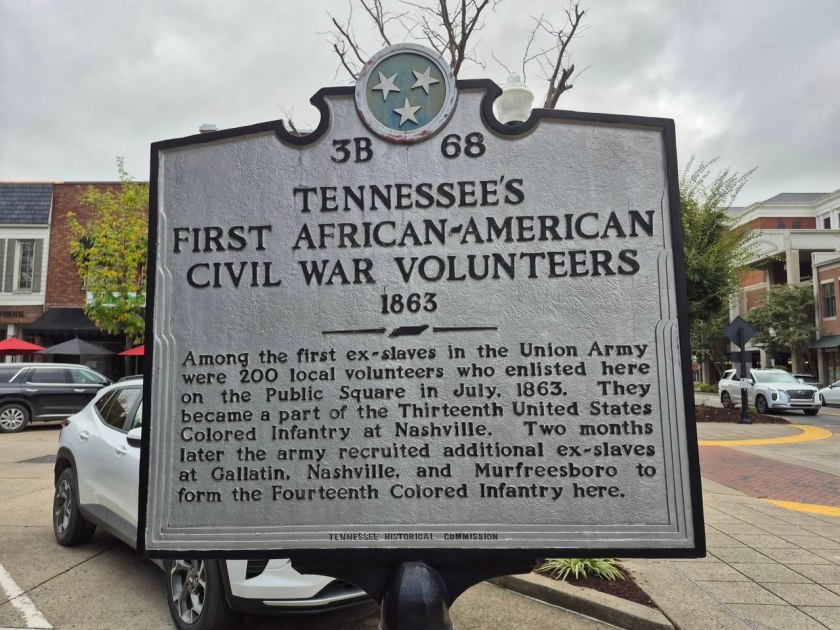 3B 68
TENNESSEE'S
FIRST AFRICAN-AMERICAN
CIVIL WAR VOLUNTEERS
1863
Among the first ex-slaves in the Union Army
were 200 local volunteers who enlisted here
on the Public Square in July, 1863. They
became a part of the Thirteenth United States
Colored Infantry at Nashville. Two months
later the army recruited additional ex-slaves
at Gallatin, Nashville, and Murfreesboro to
form the Fourteenth Colored Infantry here.
TENNESSEE HISTORICAL COMMISSION